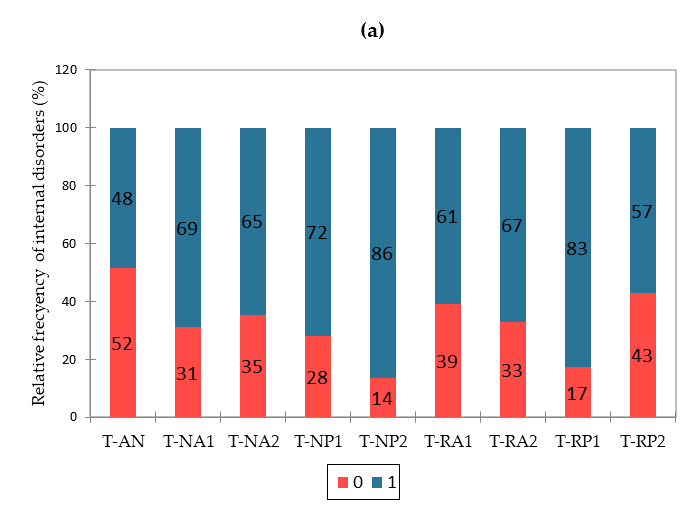 (a)
Relative frecyency of internal disorders (%)
120
100
80
60
40
20
0
48 69 65 72 86 61 67 83 57
52 31 35 28 14 39 33 17 43
T-AN T-NA1 T-NA2 T-NP1 T-NP2 T-RA1 T-RA2 T-RP1 T-RP2
0 1